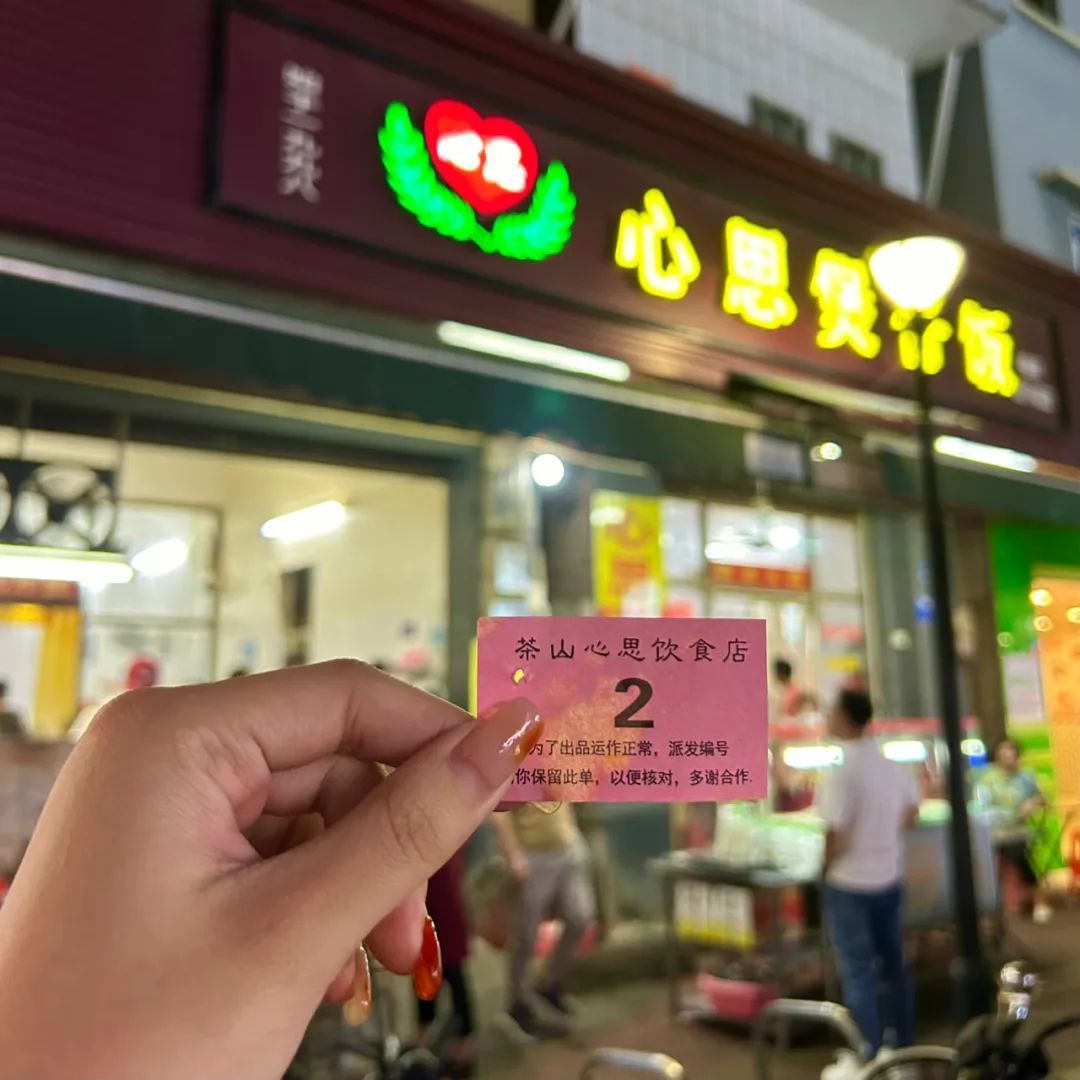 心思
心思煲仔饭
茶山心思饮食店
2
为了出品运作正常，派发编号
你保留此单，以便核对，多谢合作.